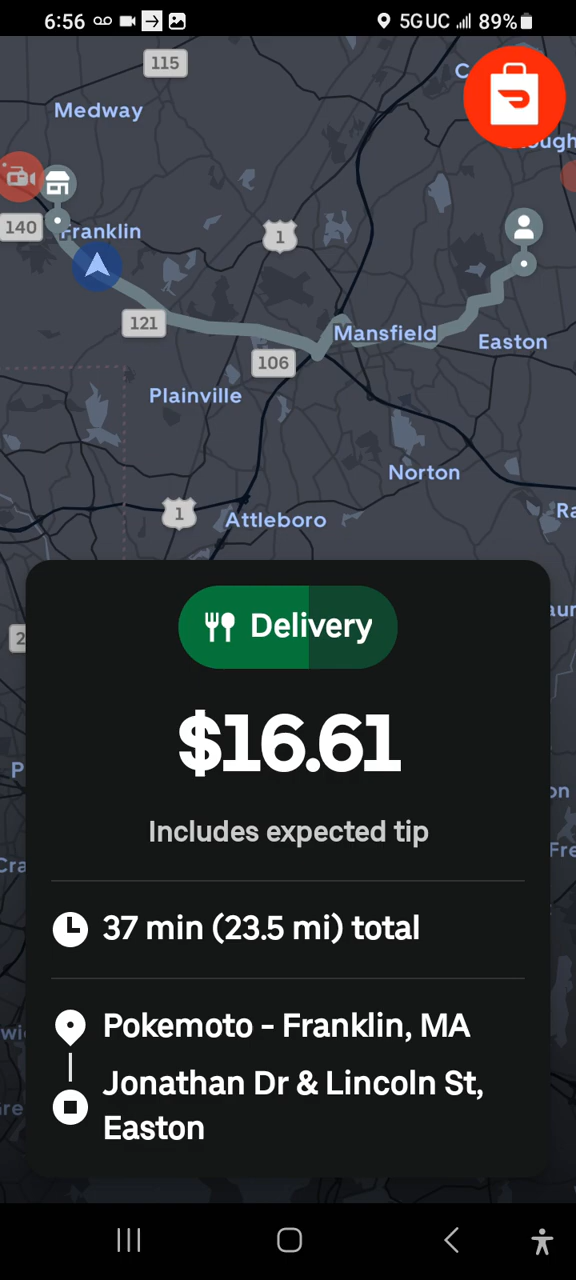 6:56
5G UC 89%
115
Medway
140
Franklin
1
121
Mansfield
106
Easton
Plainville
Norton
1
Attleboro
Delivery
$16.61
Includes expected tip
37 min (23.5 mi) total
Pokemoto - Franklin, MA
Jonathan Dr & Lincoln St,
Easton